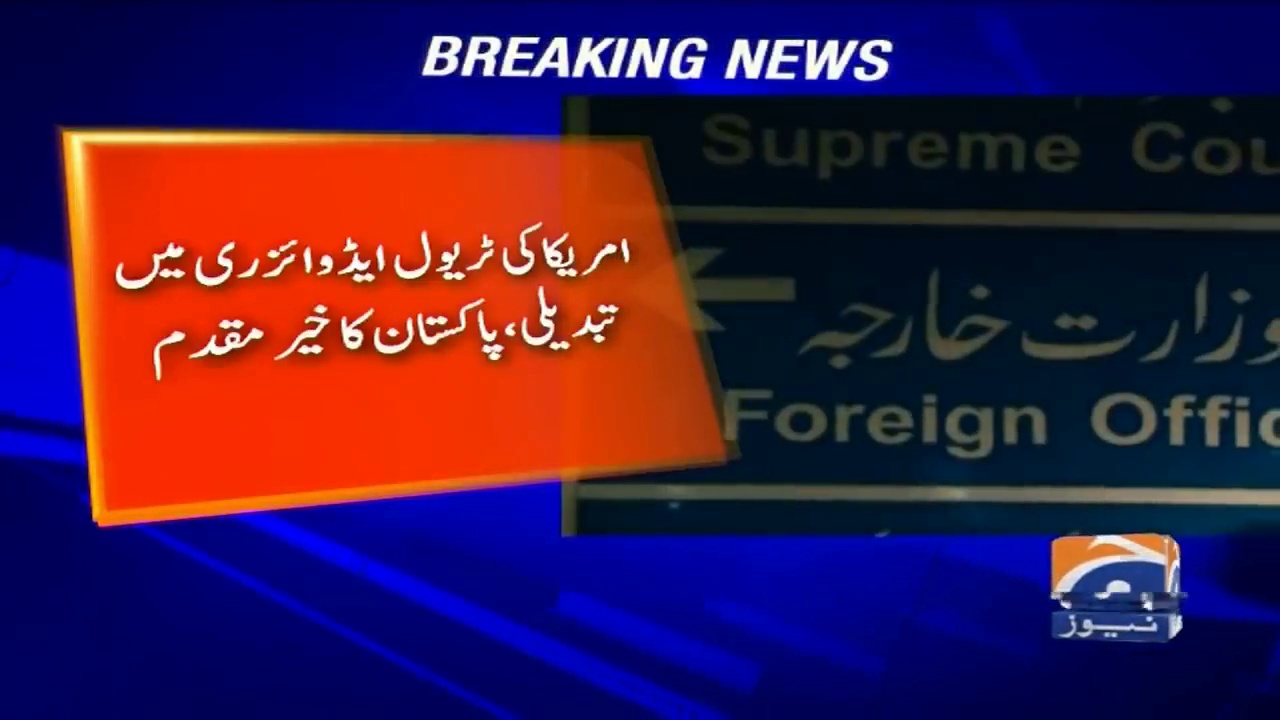 BREAKING NEWS
امریکا کی ٹریول ایڈوائزری میں
تبدیلی، پاکستان کا خیر مقدم
Supreme Cou
وزارت خارجہ
Foreign Offic
نیوز